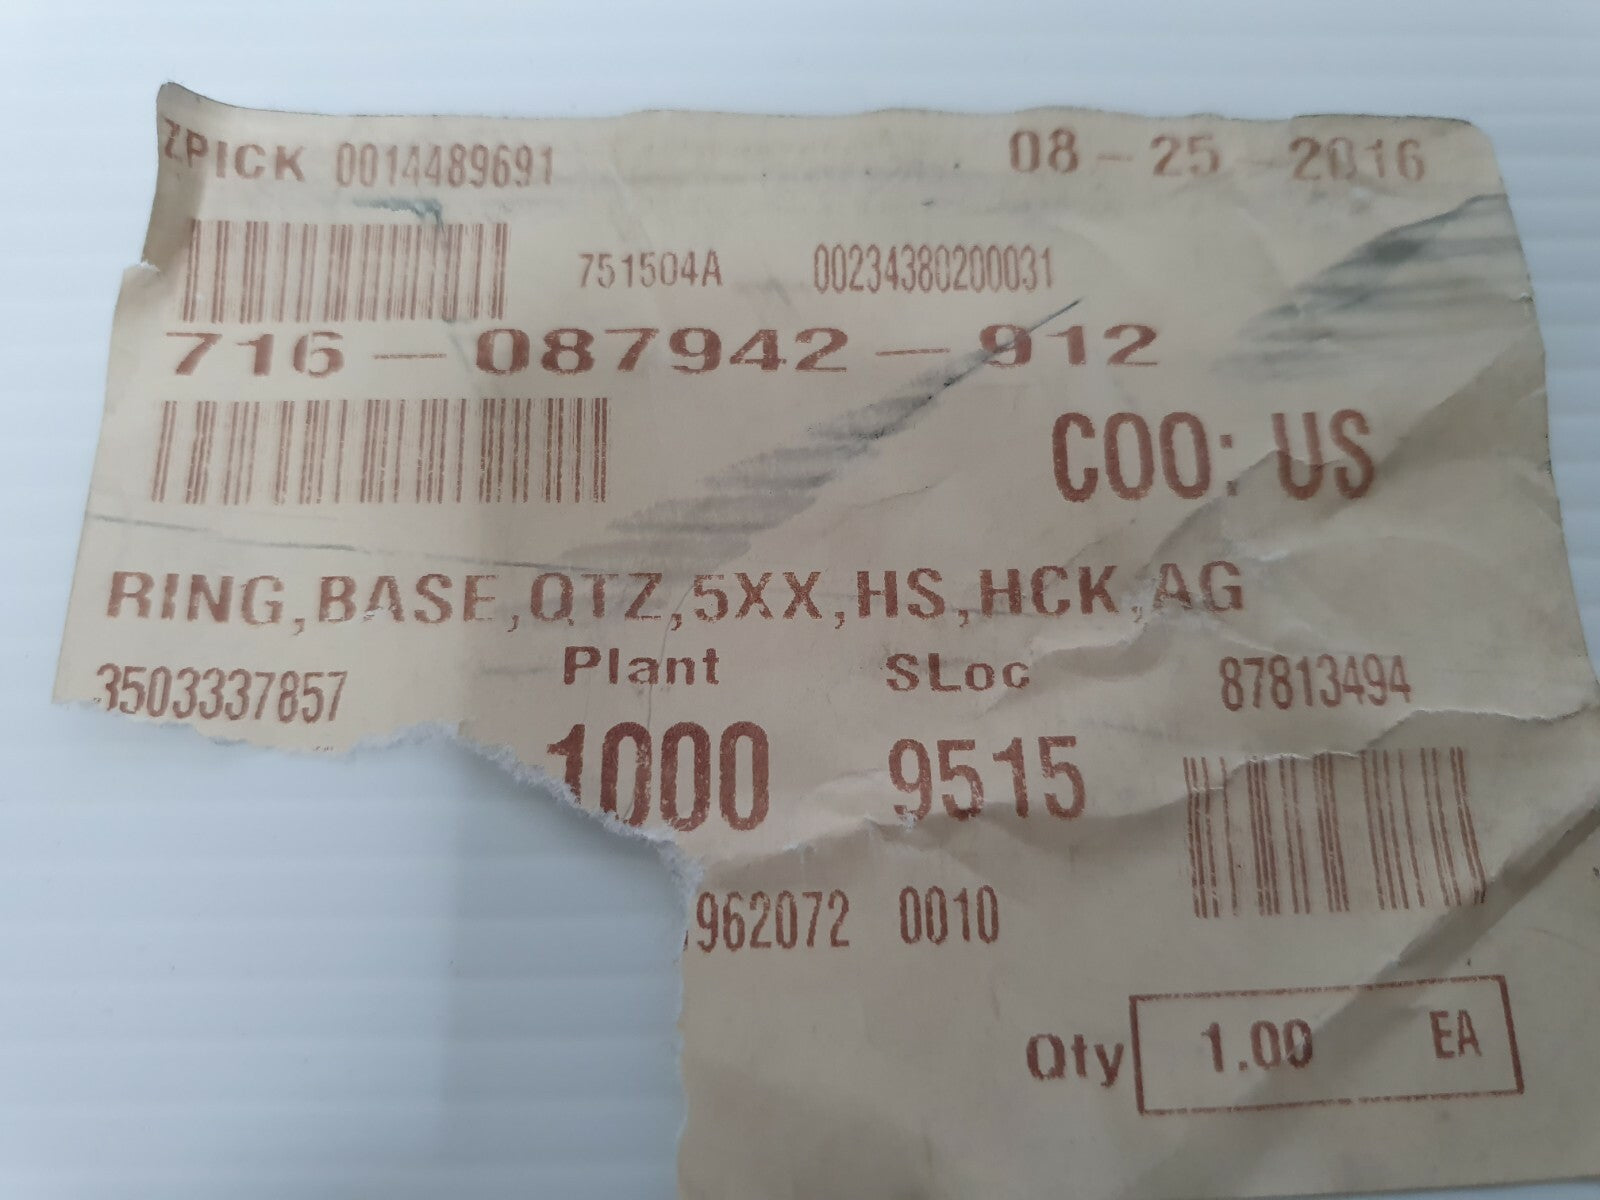 ZPICK 0014489691 08-25-2016
751504A 00234380200031
716-087942-912
COO: US
RING,BASE,QTZ,5XX,HS,HCK,AG
3503337857 Plant SLoc 87813494
1000 9515
962072 0010
Qty 1.00 EA